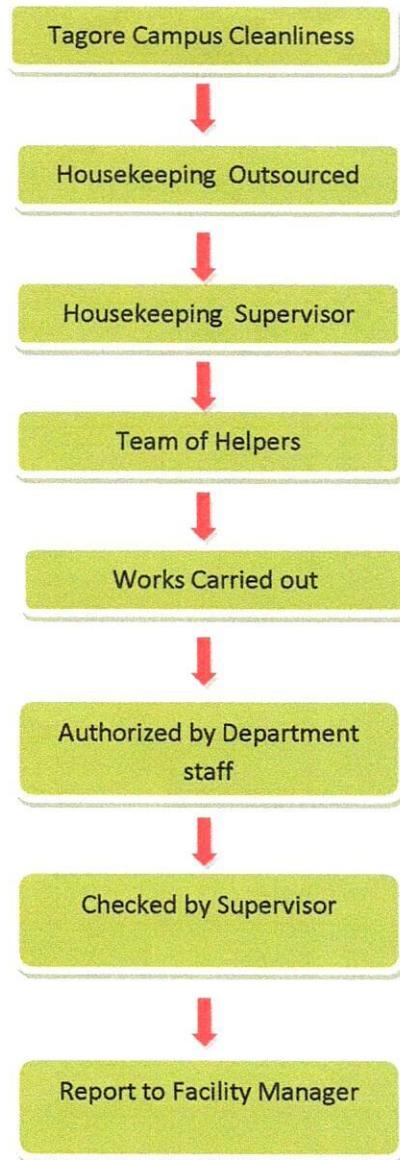 Tagore Campus Cleanliness
Housekeeping Outsourced
Housekeeping Supervisor
Team of Helpers
Works Carried out
Authorized by Department
staff
Checked by Supervisor
Report to Facility Manager